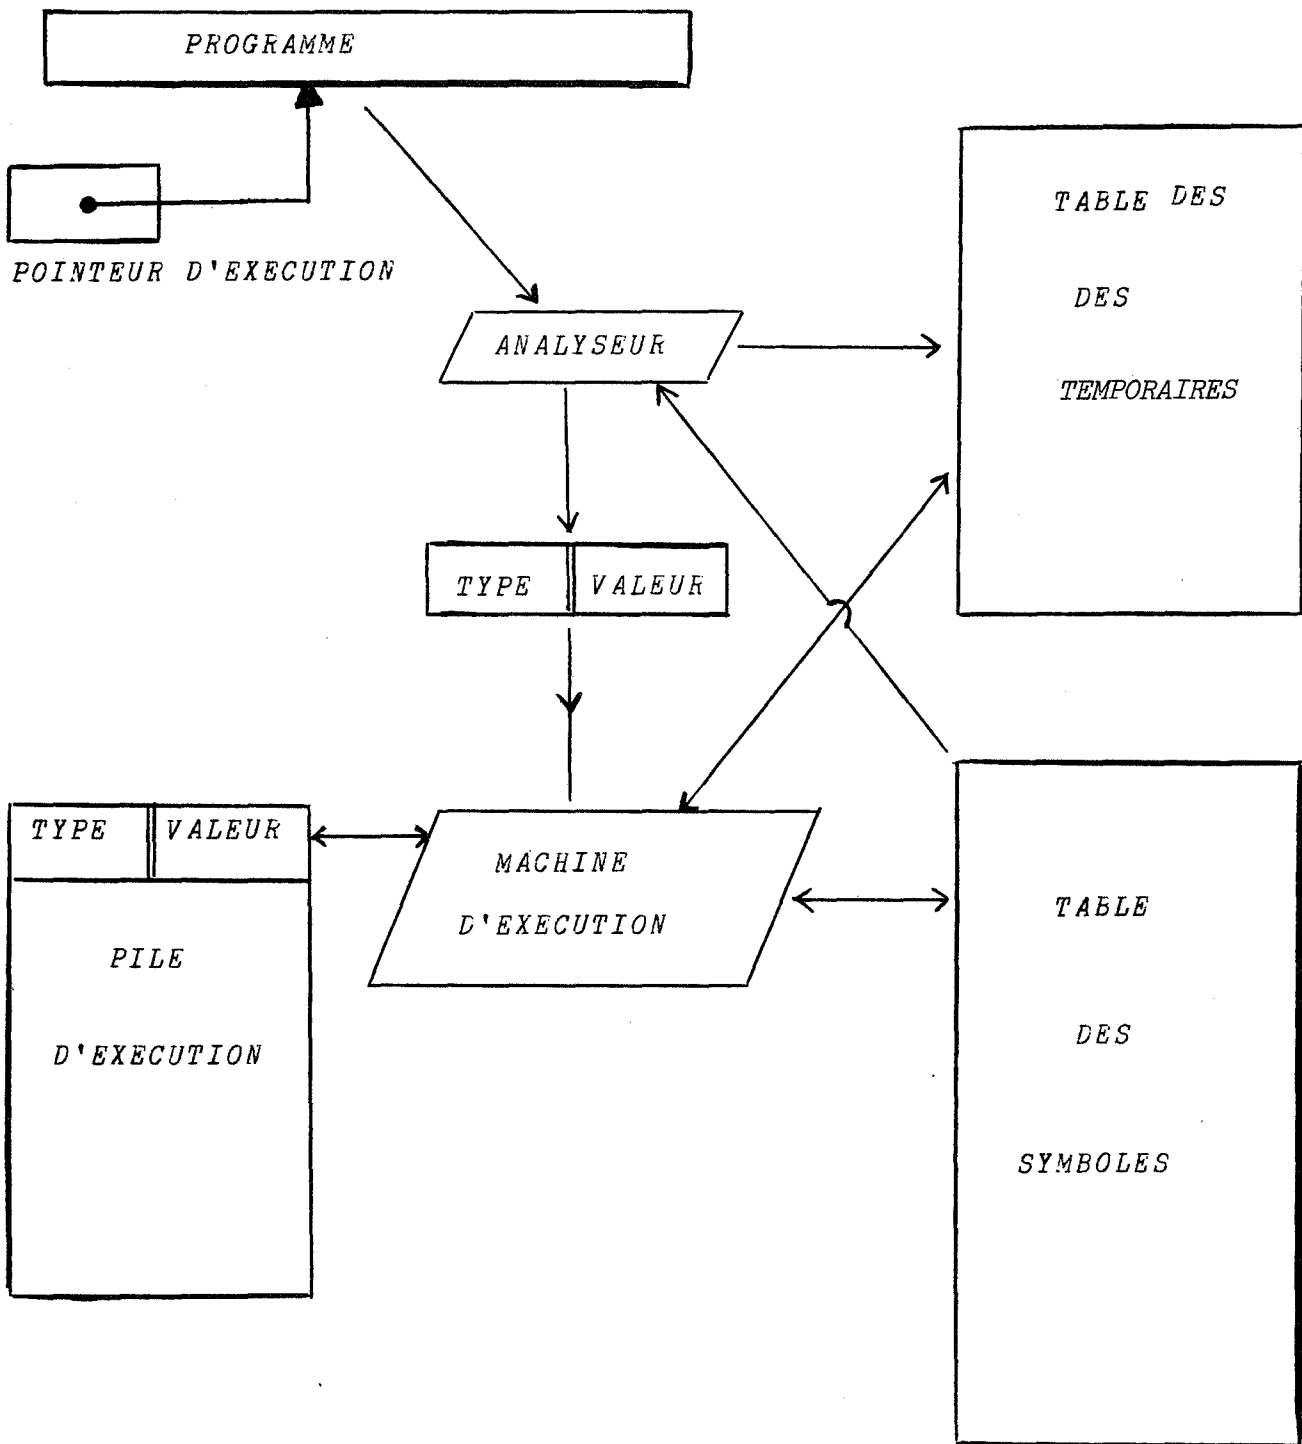 PROGRAMME
POINTEUR D'EXECUTION
TABLE DES
DES
TEMPORAIRES
ANALYSEUR
TYPE VALEUR
TYPE VALEUR
PILE
D'EXECUTION
MACHINE
D'EXECUTION
TABLE
DES
SYMBOLES